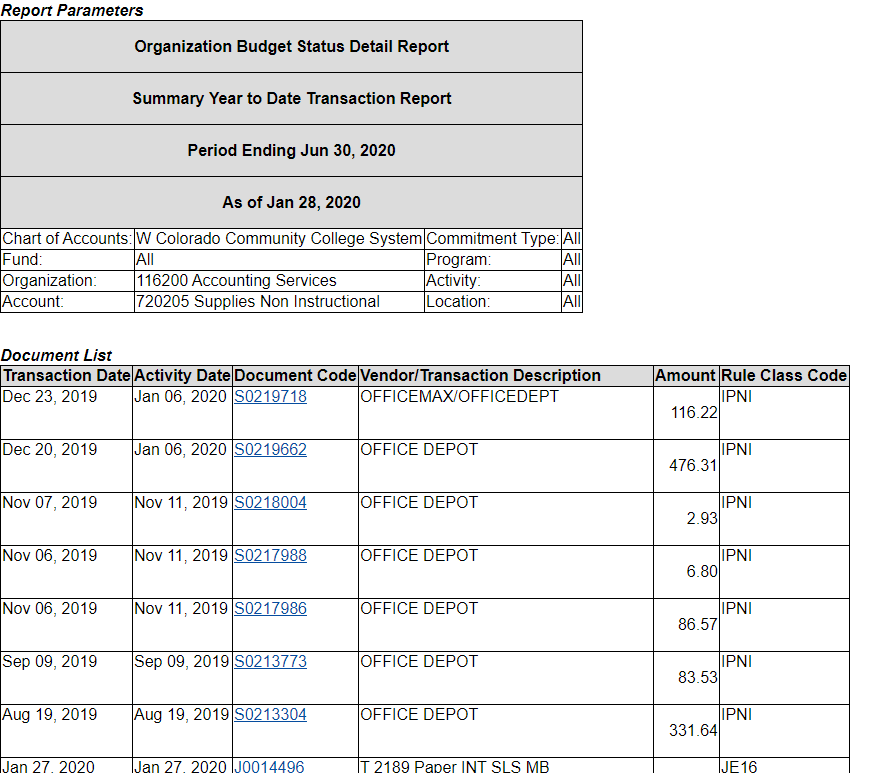 Report Parameters
Organization Budget Status Detail Report
Summary Year to Date Transaction Report
Period Ending Jun 30, 2020
As of Jan 28, 2020
Chart of Accounts: W Colorado Community College System Commitment Type: All
Fund: All Program: All
Organization: 116200 Accounting Services Activity: All
Account: 720205 Supplies Non Instructional Location: All
Document List
Transaction Date Activity Date Document Code Vendor/Transaction Description Amount Rule Class Code
Dec 23, 2019 Jan 06, 2020 S0219718 OFFICEMAX/OFFICEDEPT 116.22 IPNI
Dec 20, 2019 Jan 06, 2020 S0219662 OFFICE DEPOT 476.31 IPNI
Nov 07, 2019 Nov 11, 2019 S0218004 OFFICE DEPOT 2.93 IPNI
Nov 06, 2019 Nov 11, 2019 S0217988 OFFICE DEPOT 6.80 IPNI
Nov 06, 2019 Nov 11, 2019 S0217986 OFFICE DEPOT 86.57 IPNI
Sep 09, 2019 Sep 09, 2019 S0213773 OFFICE DEPOT 83.53 IPNI
Aug 19, 2019 Aug 19, 2019 S0213304 OFFICE DEPOT 331.64 IPNI
Jan 27, 2020 Jan 27, 2020 J0014496 T 2189 Paper INT SLS MB JE16